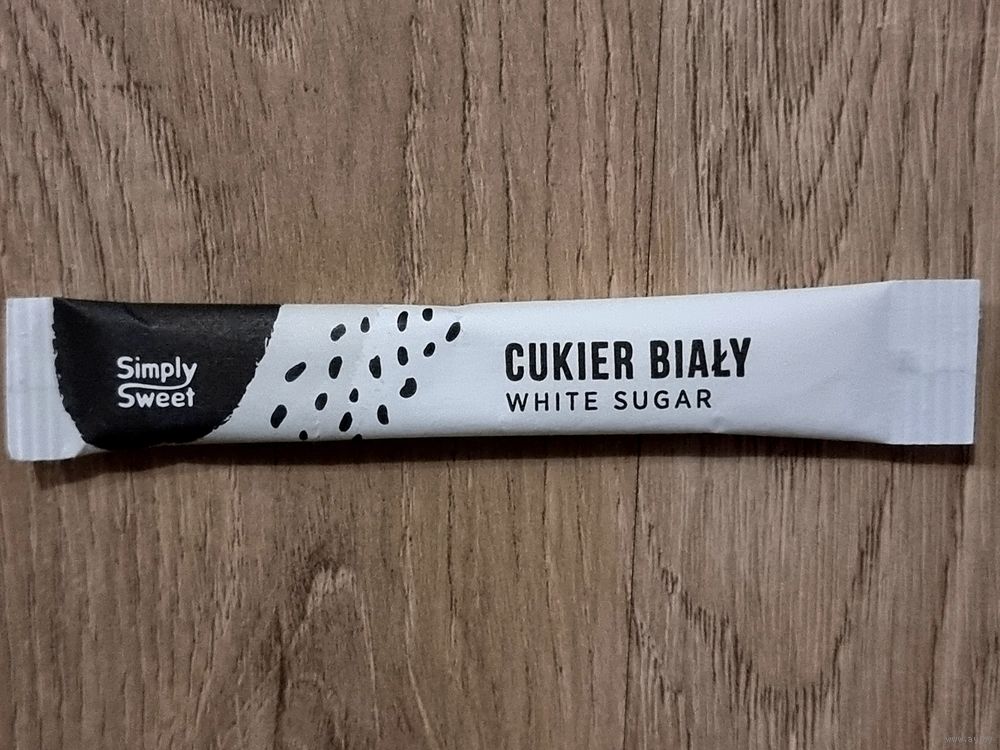 Simply
Sweet
CUKIER BIAŁY
WHITE SUGAR